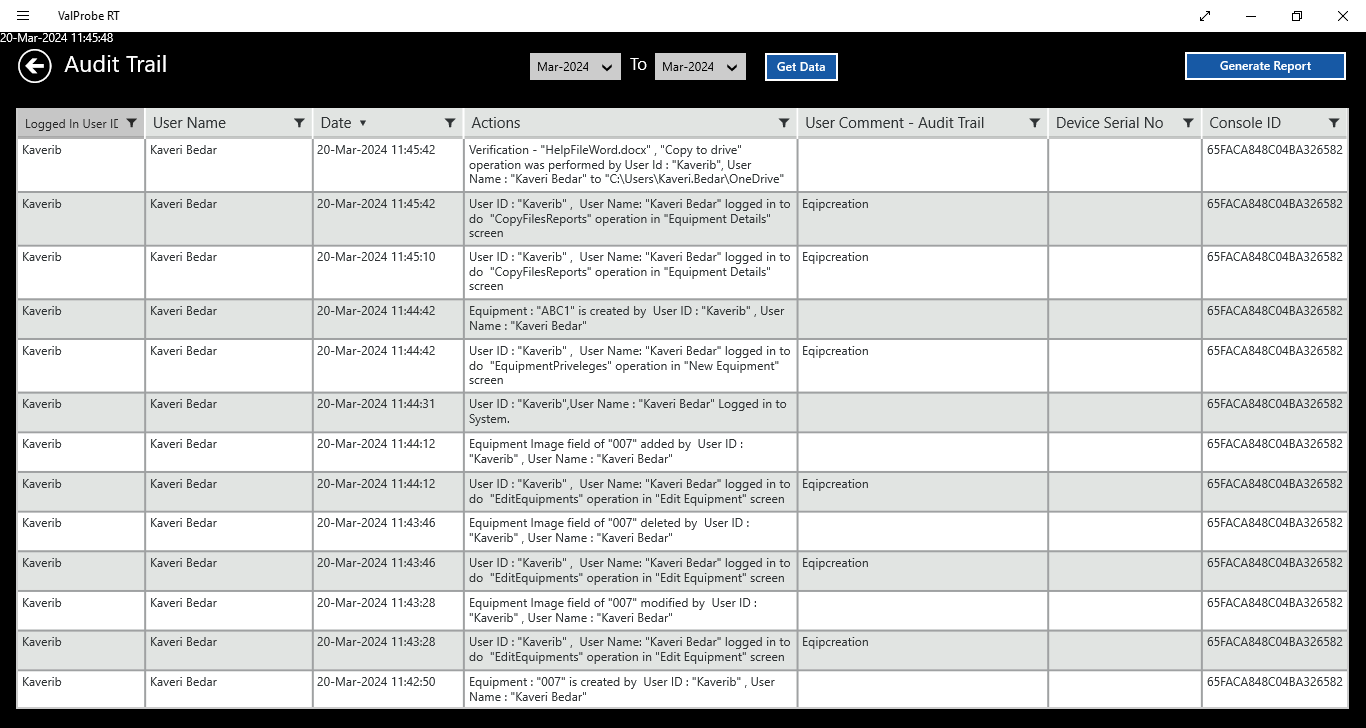 ValProbe RT
20-Mar-2024 11:45:48
Audit Trail
Mar-2024 To Mar-2024 Get Data Generate Report
Logged In User ID User Name Date ▼ Actions User Comment - Audit Trail Device Serial No Console ID
Kaverib Kaveri Bedar 20-Mar-2024 11:45:42 Verification - "HelpFileWord.docx" , "Copy to drive" 65FACA848C04BA326582
operation was performed by User Id : "Kaverib", User
Name : "Kaveri Bedar" to "C:\Users\Kaveri.Bedar\OneDrive"
Kaverib Kaveri Bedar 20-Mar-2024 11:45:42 User ID : "Kaverib" , User Name: "Kaveri Bedar" logged in to Eqipcreation 65FACA848C04BA326582
do "CopyFilesReports" operation in "Equipment Details"
screen
Kaverib Kaveri Bedar 20-Mar-2024 11:45:10 User ID : "Kaverib" , User Name: "Kaveri Bedar" logged in to Eqipcreation 65FACA848C04BA326582
do "CopyFilesReports" operation in "Equipment Details"
screen
Kaverib Kaveri Bedar 20-Mar-2024 11:44:42 Equipment : "ABC1" is created by User ID : "Kaverib" , User 65FACA848C04BA326582
Name : "Kaveri Bedar"
Kaverib Kaveri Bedar 20-Mar-2024 11:44:42 User ID : "Kaverib" , User Name: "Kaveri Bedar" logged in to Eqipcreation 65FACA848C04BA326582
do "EquipmentPriveleges" operation in "New Equipment"
screen
Kaverib Kaveri Bedar 20-Mar-2024 11:44:31 User ID : "Kaverib",User Name : "Kaveri Bedar" Logged in to 65FACA848C04BA326582
System.
Kaverib Kaveri Bedar 20-Mar-2024 11:44:12 Equipment Image field of "007" added by User ID : 65FACA848C04BA326582
"Kaverib" , User Name : "Kaveri Bedar"
Kaverib Kaveri Bedar 20-Mar-2024 11:44:12 User ID : "Kaverib" , User Name: "Kaveri Bedar" logged in to Eqipcreation 65FACA848C04BA326582
do "EditEquipments" operation in "Edit Equipment" screen
Kaverib Kaveri Bedar 20-Mar-2024 11:43:46 Equipment Image field of "007" deleted by User ID : 65FACA848C04BA326582
"Kaverib" , User Name : "Kaveri Bedar"
Kaverib Kaveri Bedar 20-Mar-2024 11:43:46 User ID : "Kaverib" , User Name: "Kaveri Bedar" logged in to Eqipcreation 65FACA848C04BA326582
do "EditEquipments" operation in "Edit Equipment" screen
Kaverib Kaveri Bedar 20-Mar-2024 11:43:28 Equipment Image field of "007" modified by User ID : 65FACA848C04BA326582
"Kaverib" , User Name : "Kaveri Bedar"
Kaverib Kaveri Bedar 20-Mar-2024 11:43:28 User ID : "Kaverib" , User Name: "Kaveri Bedar" logged in to Eqipcreation 65FACA848C04BA326582
do "EditEquipments" operation in "Edit Equipment" screen
Kaverib Kaveri Bedar 20-Mar-2024 11:42:50 Equipment : "007" is created by User ID : "Kaverib" , User 65FACA848C04BA326582
Name : "Kaveri Bedar"